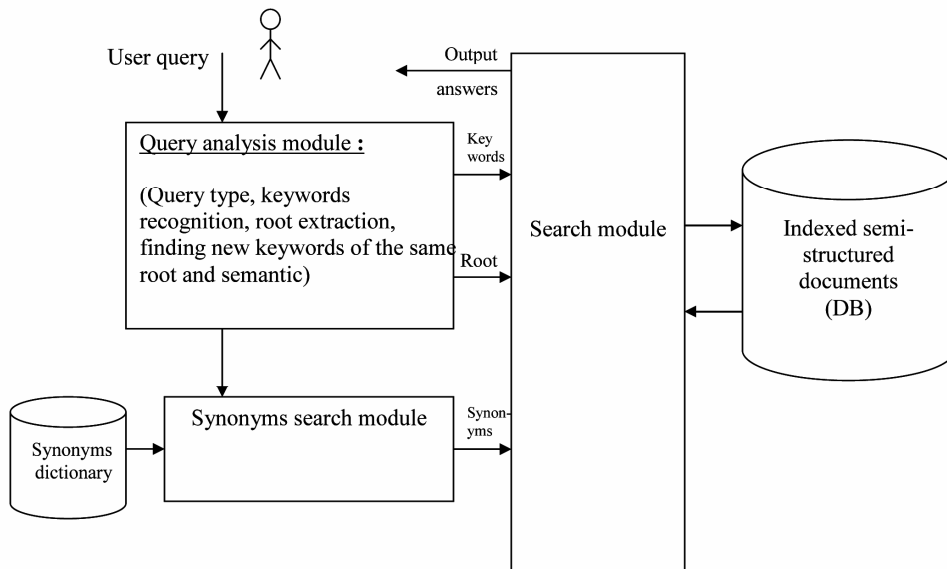 User query
Output
answers
Query analysis module :
(Query type, keywords
recognition, root extraction,
finding new keywords of the same
root and semantic)
Key
words
Root
Search module
Indexed semi-
structured
documents
(DB)
Synonyms search module
Synon-
yms
Synonyms
dictionary